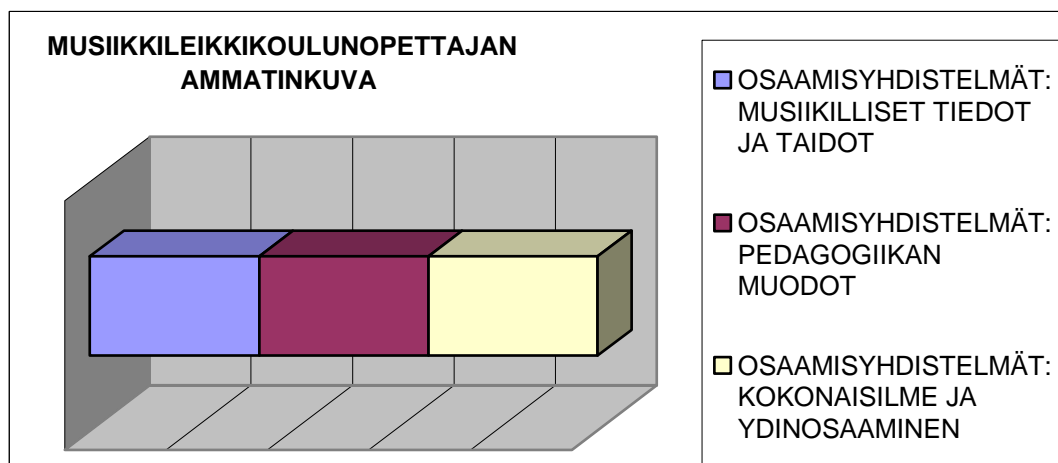 MUSIIKKILEIKKIKOULUNOPETTAJAN
AMMATINKUVA
OSAAMISYHDISTELMÄT:
MUSIIKILLISET TIEDOT
JA TAIDOT
OSAAMISYHDISTELMÄT:
PEDAGOGIIKAN
MUODOT
OSAAMISYHDISTELMÄT:
KOKONAISILME JA
YDINOSAAMINEN